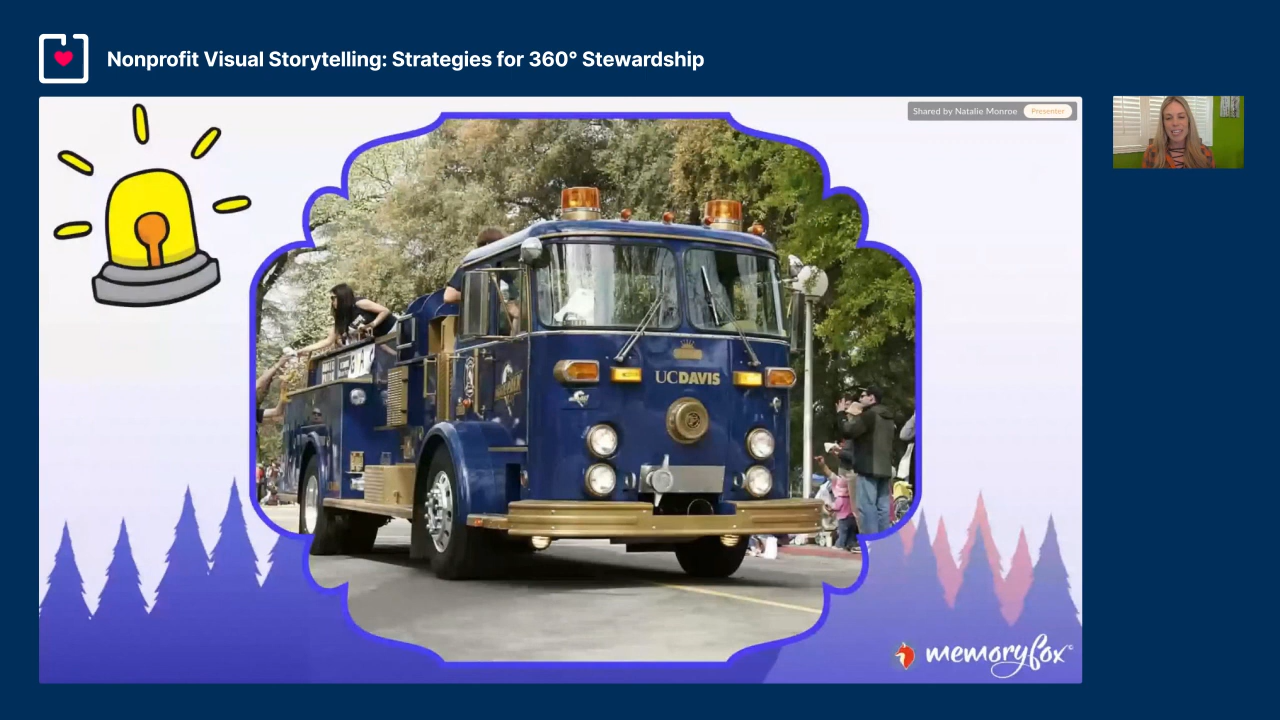 Nonprofit Visual Storytelling: Strategies for 360° Stewardship
Shared by Natalie Monroe
Presenter
UCDAVIS
memoryfox